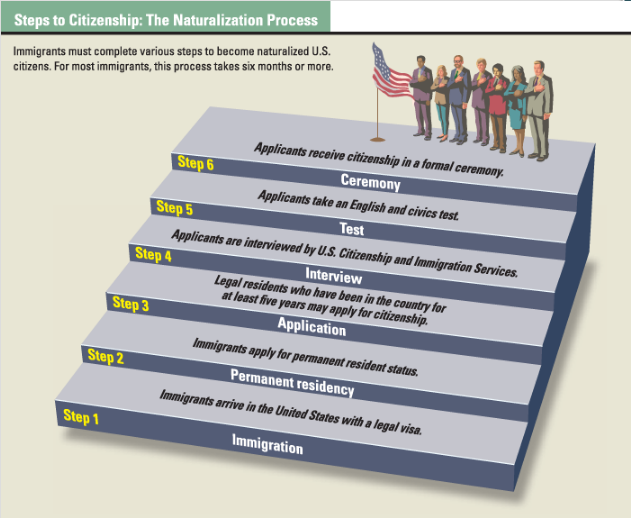 Steps to Citizenship: The Naturalization Process
Immigrants must complete various steps to become naturalized U.S.
citizens. For most immigrants, this process takes six months or more.
Applicants receive citizenship in a formal ceremony.
Step 6
Ceremony
Applicants take an English and civics test.
Step 5
Test
Applicants are interviewed by U.S. Citizenship and Immigration Services.
Step 4
Interview
Legal residents who have been in the country for
at least five years may apply for citizenship.
Step 3
Application
Immigrants apply for permanent resident status.
Step 2
Permanent residency
Immigrants arrive in the United States with a legal visa.
Step 1
Immigration